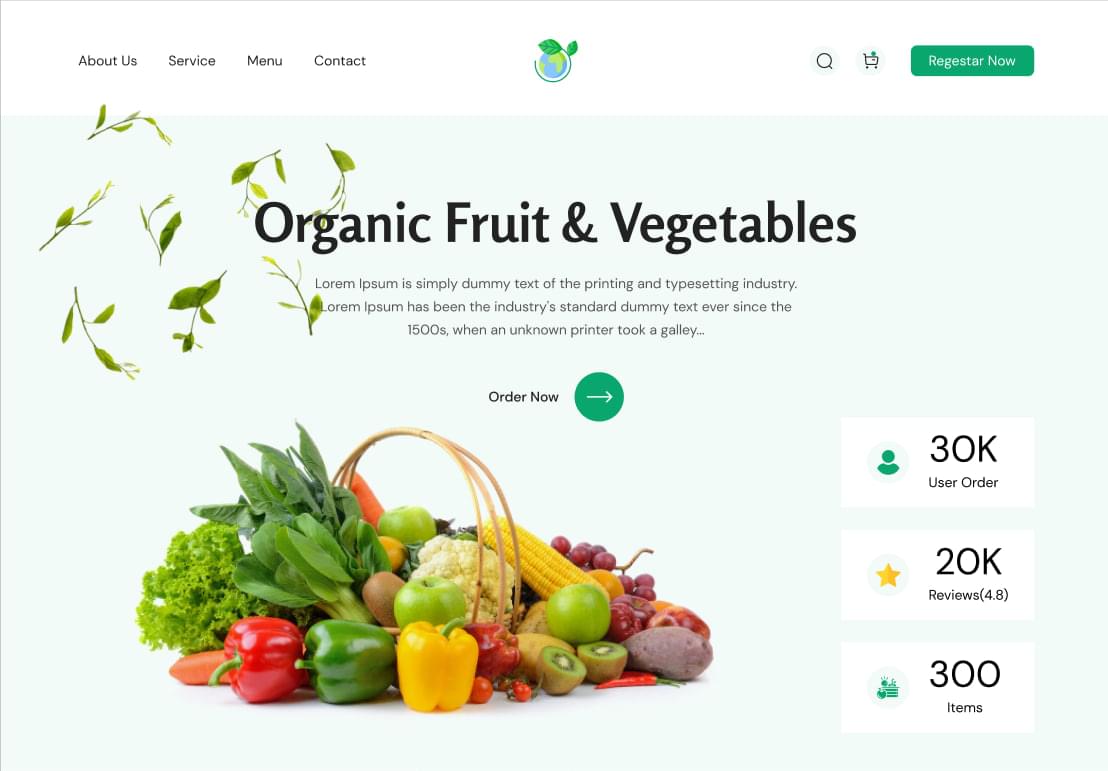 About Us
Service
Menu
Contact
Regestar Now
Organic Fruit & Vegetables
Lorem Ipsum is simply dummy text of the printing and typesetting industry.
Lorem Ipsum has been the industry's standard dummy text ever since the
1500s, when an unknown printer took a galley...
Order Now
30K
User Order
20K
Reviews(4.8)
300
Items